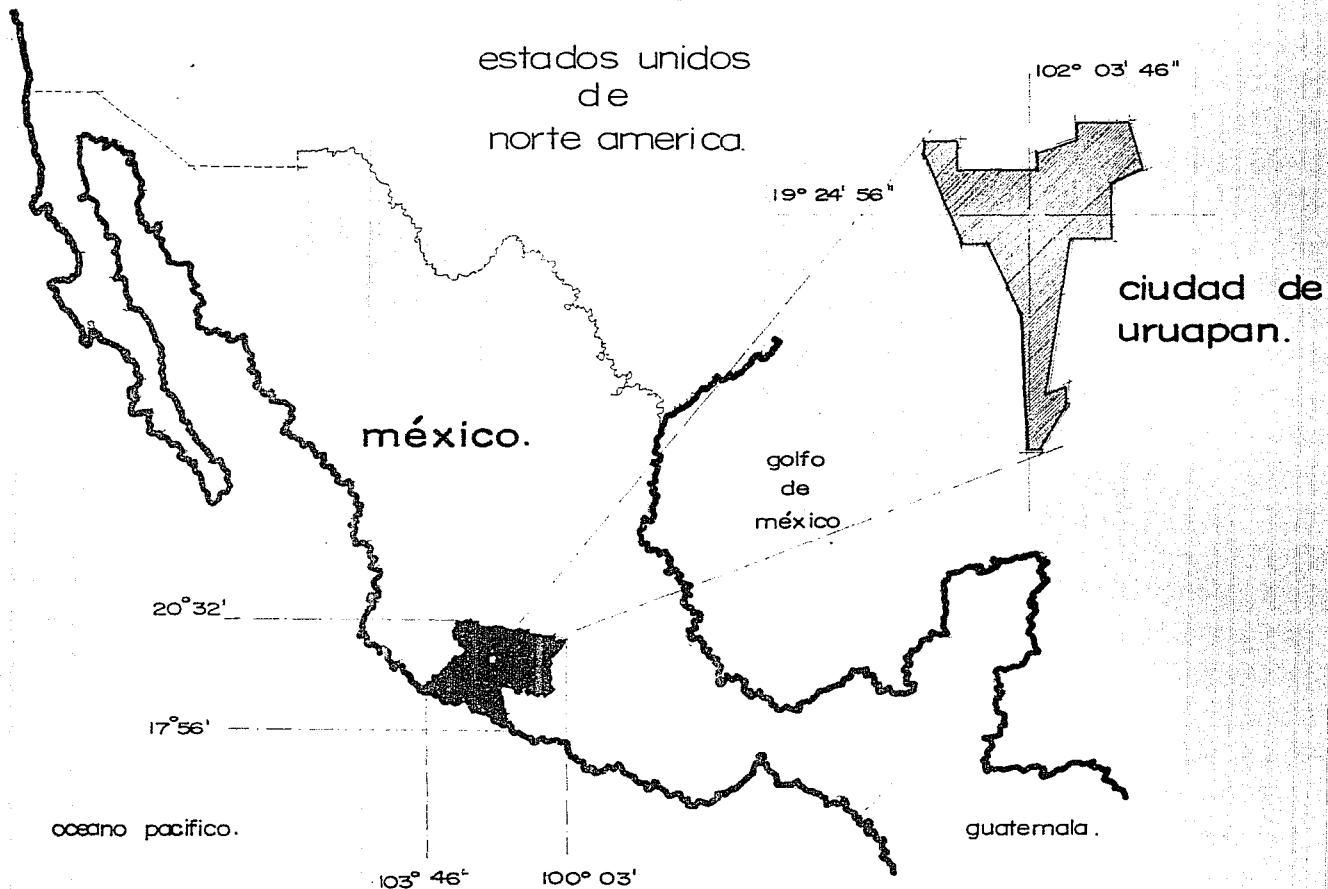 estados unidos
de
norte america.
102° 03' 46"
19° 24' 56"
ciudad de
uruapan.
méxico.
golfo
de
méxico
20° 32'
17° 56'
oceano pacifico.
guatemala.
103° 46'
100° 03'